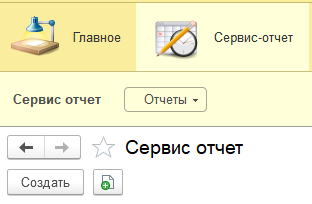 Главное
Сервис-отчет
Сервис отчет
Отчеты
Сервис отчет
Создать